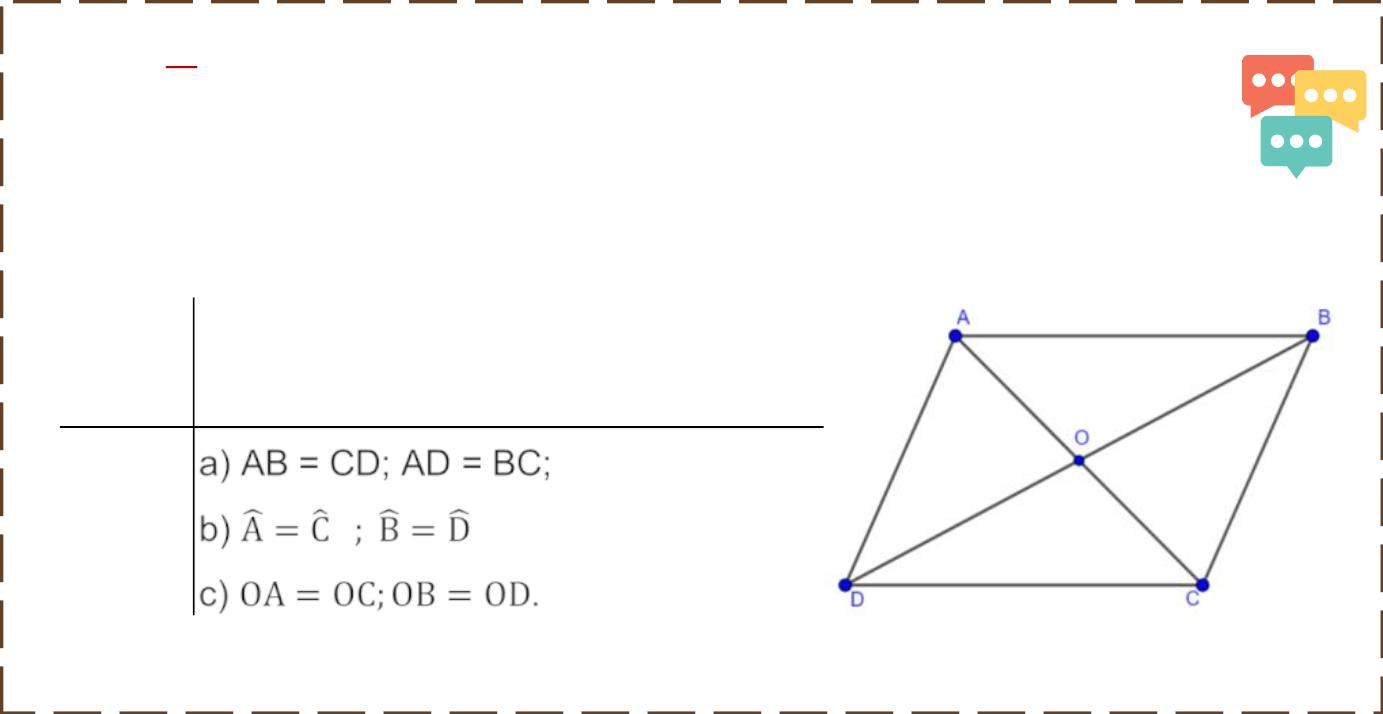 a) AB = CD; AD = BC;
b) Â = Ĉ ; B̂ = D̂
c) OA = OC; OB = OD.
A
B
O
D
C